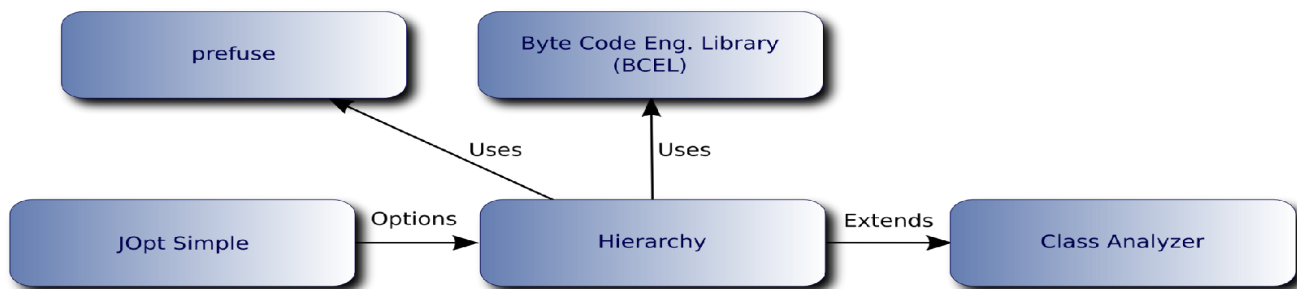 prefuse
Byte Code Eng. Library
(BCEL)
Uses
Uses
JOpt Simple
Options
Hierarchy
Extends
Class Analyzer